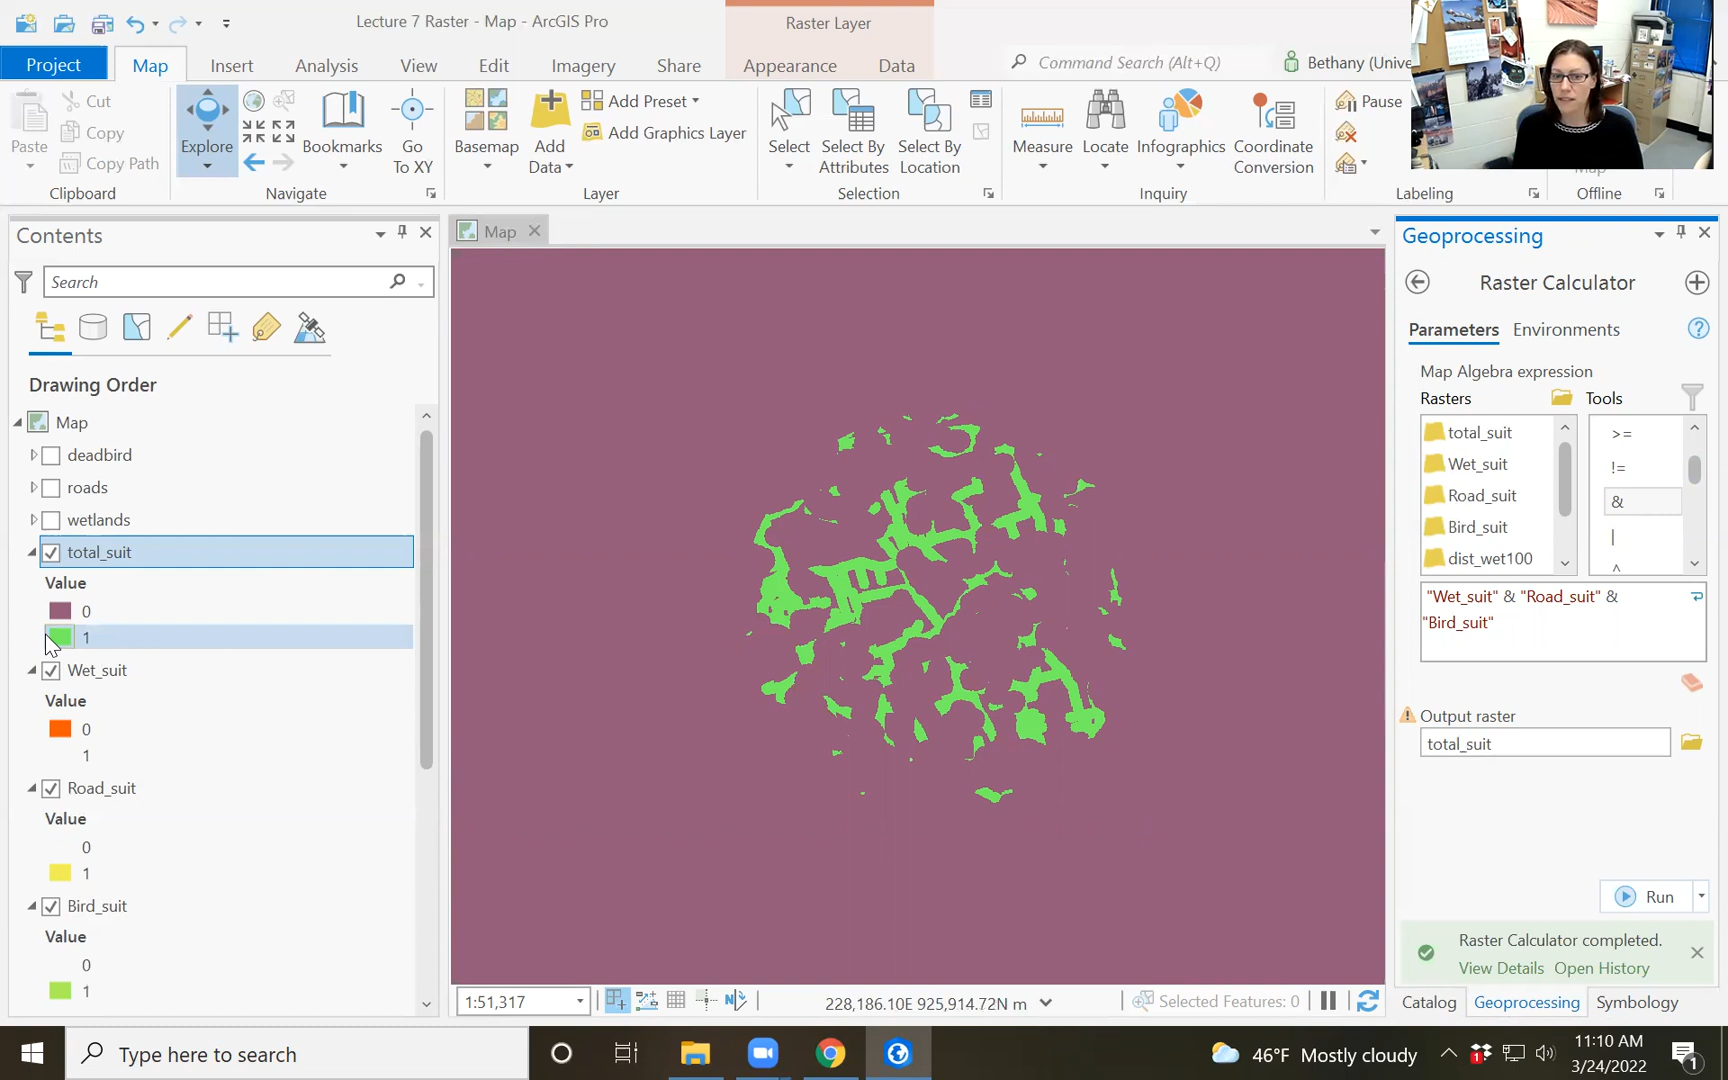 Lecture 7 Raster - Map - ArcGIS Pro
Raster Layer
Project
Map
Insert
Analysis
View
Edit
Imagery
Share
Appearance
Data
Command Search (Alt+Q)
Bethany (Unive
Paste
Cut
Copy
Copy Path
Clipboard
Explore
Bookmarks
Go
To XY
Navigate
Basemap
Add
Data
Add Preset
Add Graphics Layer
Layer
Select
Select By
Attributes
Select By
Location
Selection
Measure
Locate
Infographics
Coordinate
Conversion
Inquiry
Pause
Labeling
Offline
Contents
Search
Drawing Order
Map
deadbird
roads
wetlands
total_suit
Value
0
1
Wet_suit
Value
0
1
Road_suit
Value
0
1
Bird_suit
Value
0
1
Map
1:51,317
228,186.10E 925,914.72N m
Selected Features: 0
Geoprocessing
Raster Calculator
Parameters
Environments
Map Algebra expression
Rasters
Tools
total_suit
Wet_suit
Road_suit
Bird_suit
dist_wet100
>=
!=
&
|
^
"Wet_suit" & "Road_suit" &
"Bird_suit"
Output raster
total_suit
Run
Raster Calculator completed.
View Details Open History
Catalog
Geoprocessing
Symbology
Type here to search
46°F Mostly cloudy
11:10 AM
3/24/2022
1
1